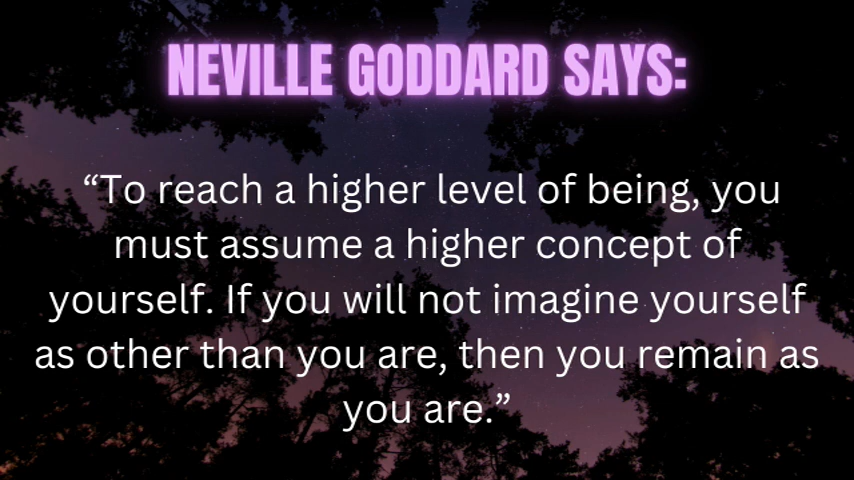 NEVILLE GODDARD SAYS:
“To reach a higher level of being, you
must assume a higher concept of
yourself. If you will not imagine yourself
as other than you are, then you remain as
you are.”